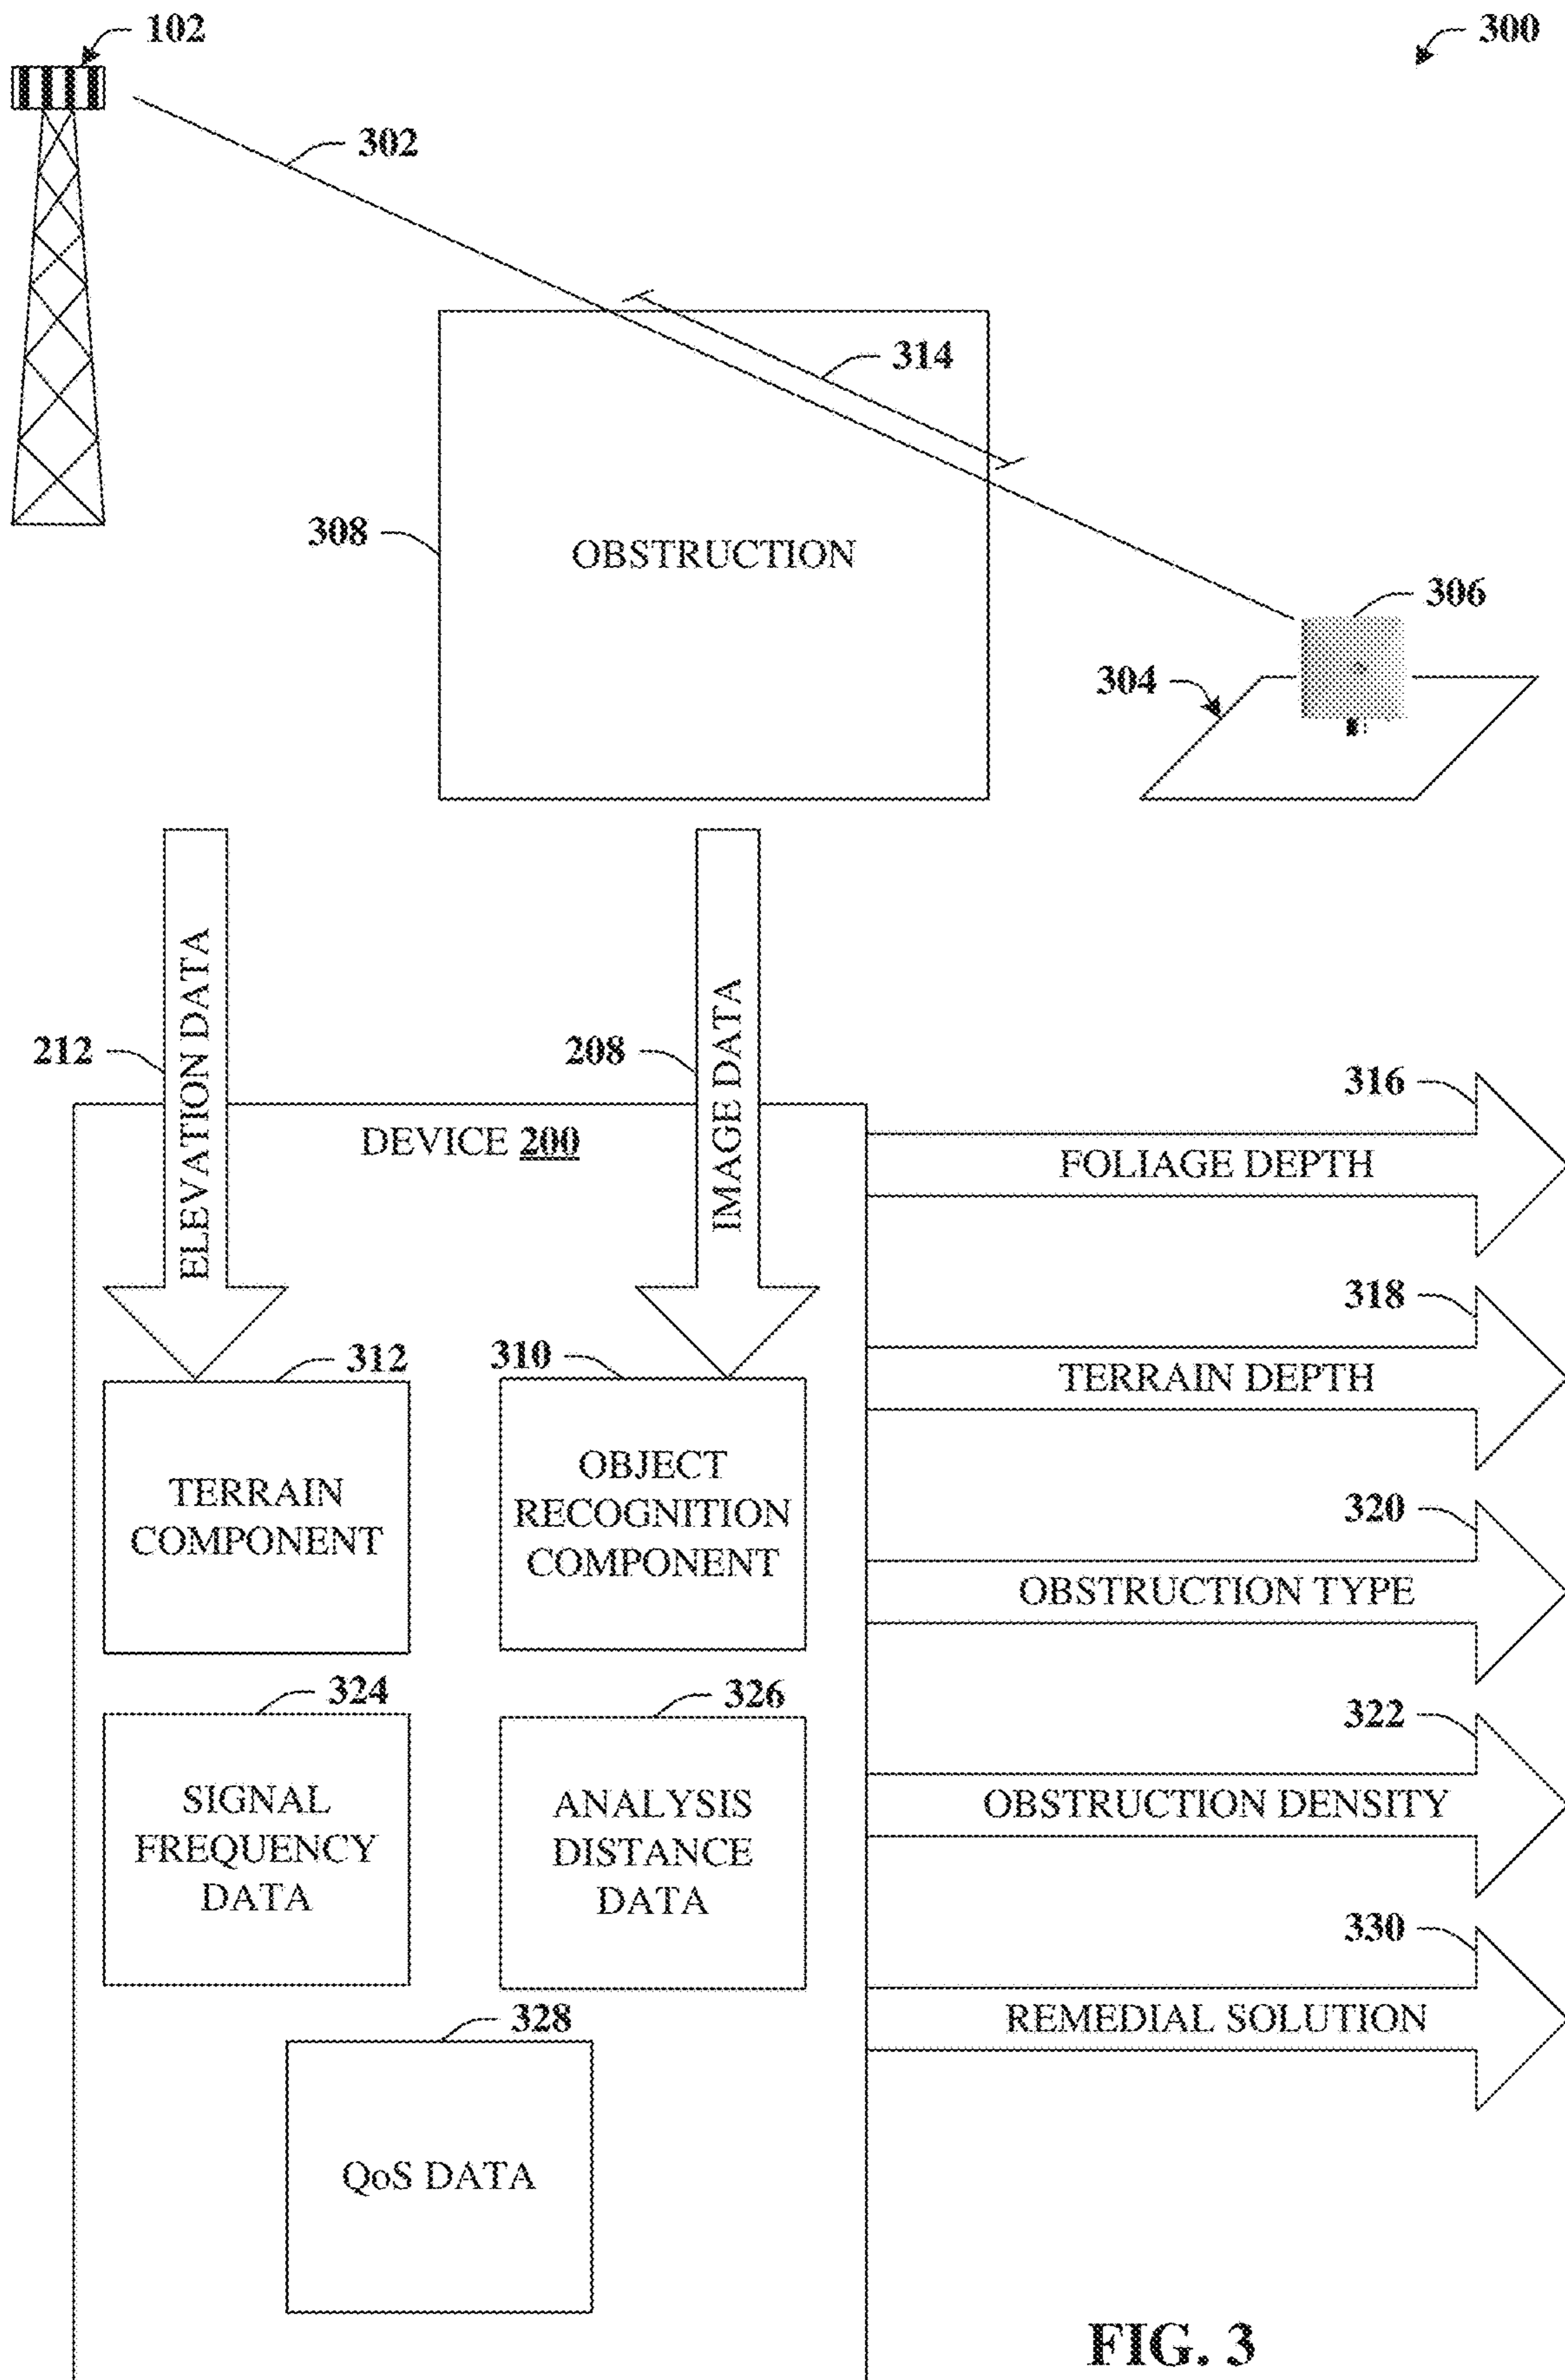 102
300
302
314
308
OBSTRUCTION
306
304
ELEVATION DATA
IMAGE DATA
212
208
316
DEVICE 200
FOLIAGE DEPTH
318
312
310
TERRAIN DEPTH
TERRAIN
COMPONENT
OBJECT
RECOGNITION
COMPONENT
320
OBSTRUCTION TYPE
324
326
322
SIGNAL
FREQUENCY
DATA
ANALYSIS
DISTANCE
DATA
OBSTRUCTION DENSITY
330
328
REMEDIAL SOLUTION
QoS DATA
FIG. 3